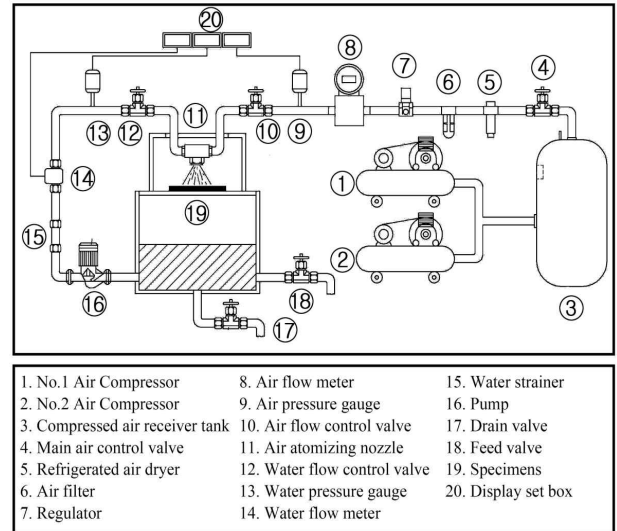 ⑳
⑧
⑦
⑥
⑤
④
⑪
⑬
⑫
⑩
⑨
⑭
①
⑲
⑮
②
⑯
⑱
⑰
③
1. No.1 Air Compressor
2. No.2 Air Compressor
3. Compressed air receiver tank
4. Main air control valve
5. Refrigerated air dryer
6. Air filter
7. Regulator
8. Air flow meter
9. Air pressure gauge
10. Air flow control valve
11. Air atomizing nozzle
12. Water flow control valve
13. Water pressure gauge
14. Water flow meter
15. Water strainer
16. Pump
17. Drain valve
18. Feed valve
19. Specimens
20. Display set box